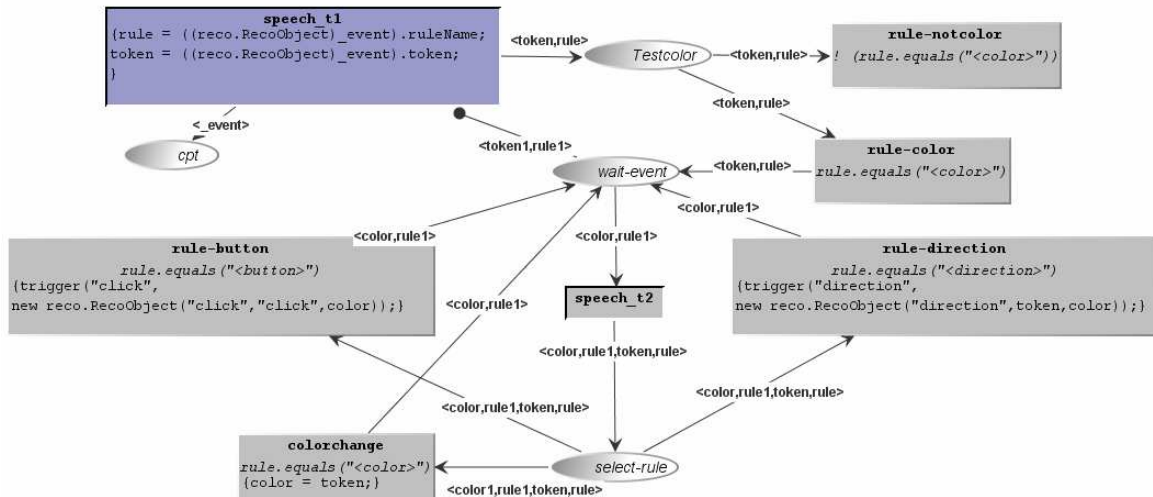 speech_t1
{rule = ((reco.RecoObject)_event).ruleName;
token = ((reco.RecoObject)_event).token;
}
<token,rule>
Testcolor
<token,rule>
rule-notcolor
! (rule.equals("<color>"))
<_event>
cpt
<token1,rule1>
<token,rule>
wait-event
<token,rule>
rule-color
rule.equals("<color>")
<color,rule1>
<color,rule1>
<color,rule1>
rule-button
rule.equals("<button>")
{trigger("click",
new reco.RecoObject("click","click",color));}
<color,rule1>
speech_t2
rule-direction
rule.equals("<direction>")
{trigger("direction",
new reco.RecoObject("direction",token,color));}
<color,rule1,token,rule>
<color,rule1,token,rule>
<color,rule1,token,rule>
colorchange
rule.equals("<color>")
{color = token;}
<color1,rule1,token,rule>
select-rule